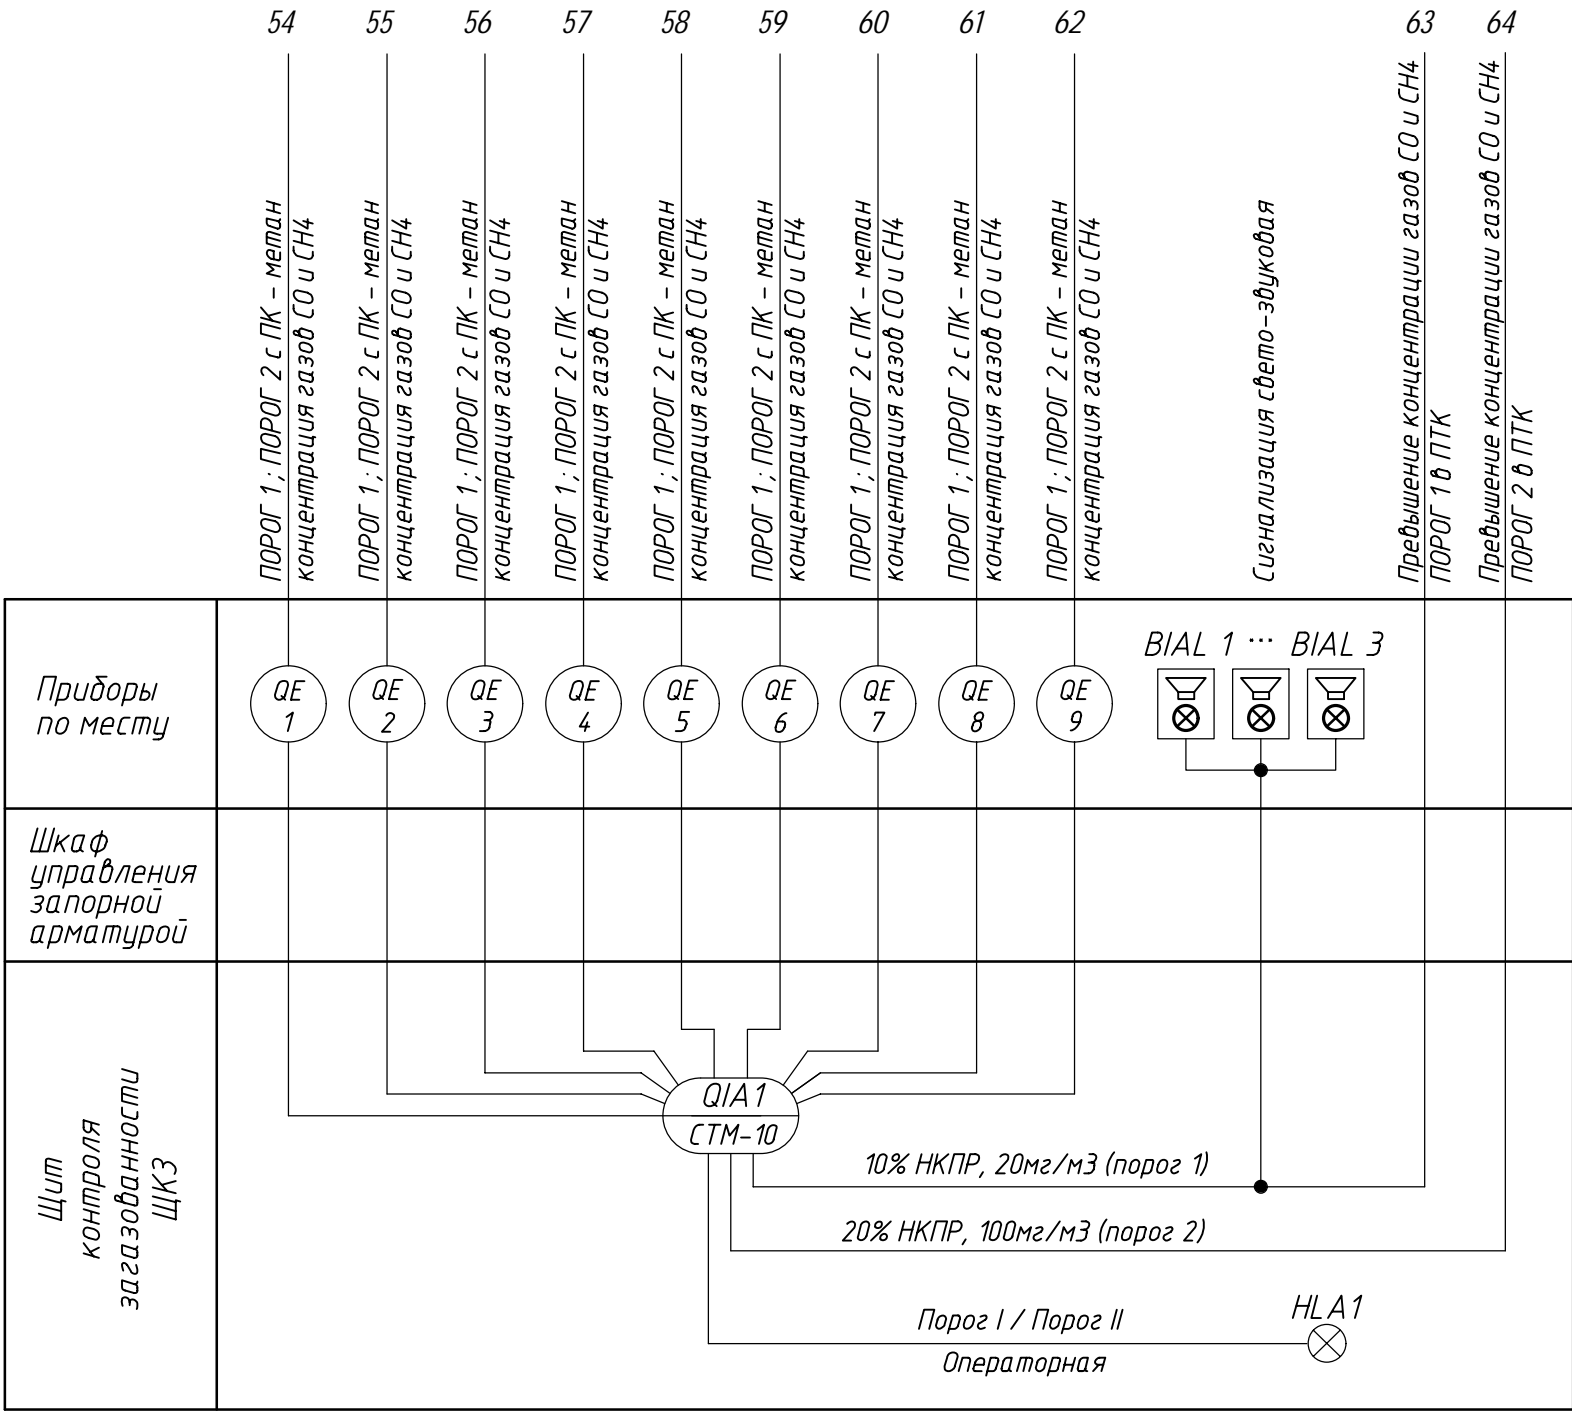 54 55 56 57 58 59 60 61 62 63 64
ПОРОГ 1; ПОРОГ 2 с ПК - метан
концентрация газов СО и СН4
ПОРОГ 1; ПОРОГ 2 с ПК - метан
концентрация газов СО и СН4
ПОРОГ 1; ПОРОГ 2 с ПК - метан
концентрация газов СО и СН4
ПОРОГ 1; ПОРОГ 2 с ПК - метан
концентрация газов СО и СН4
ПОРОГ 1; ПОРОГ 2 с ПК - метан
концентрация газов СО и СН4
ПОРОГ 1; ПОРОГ 2 с ПК - метан
концентрация газов СО и СН4
ПОРОГ 1; ПОРОГ 2 с ПК - метан
концентрация газов СО и СН4
ПОРОГ 1; ПОРОГ 2 с ПК - метан
концентрация газов СО и СН4
ПОРОГ 1; ПОРОГ 2 с ПК - метан
концентрация газов СО и СН4
Сигнализация свето-звуковая
Превышение концентрации газов СО и СН4
ПОРОГ 1 в ПТК
Превышение концентрации газов СО и СН4
ПОРОГ 2 в ПТК
Приборы
по месту
QE
1
QE
2
QE
3
QE
4
QE
5
QE
6
QE
7
QE
8
QE
9
BIAL 1 ... BIAL 3
Шкаф
управления
запорной
арматурой
Щит
контроля
загазованности
ЩКЗ
QIA1
СТМ-10
10% НКПР, 20мг/м3 (порог 1)
20% НКПР, 100мг/м3 (порог 2)
Порог I / Порог II
Операторная
HLA1